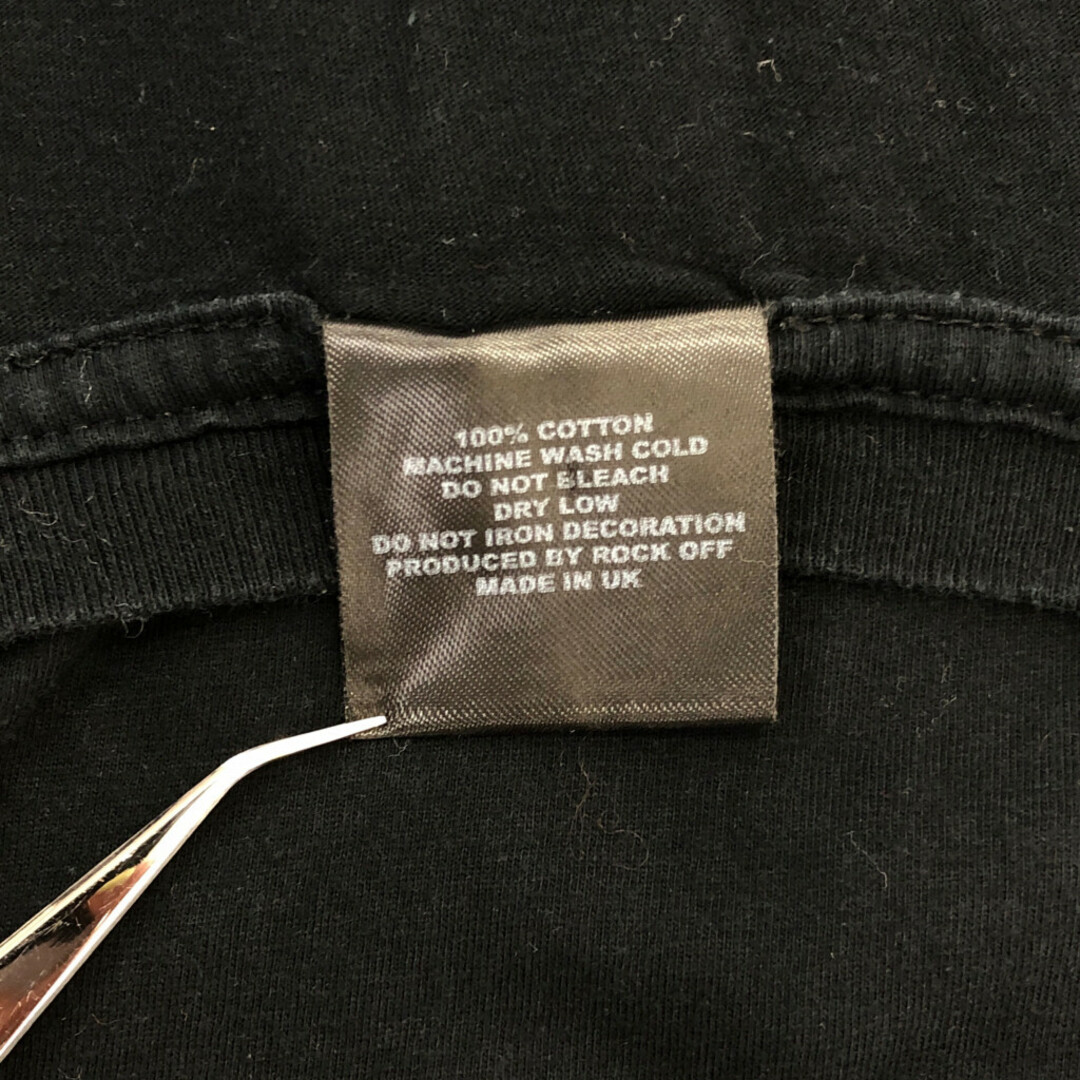 100% COTTON
MACHINE WASH COLD
DO NOT BLEACH
DRY LOW
DO NOT IRON DECORATION
PRODUCED BY ROCK OFF
MADE IN UK